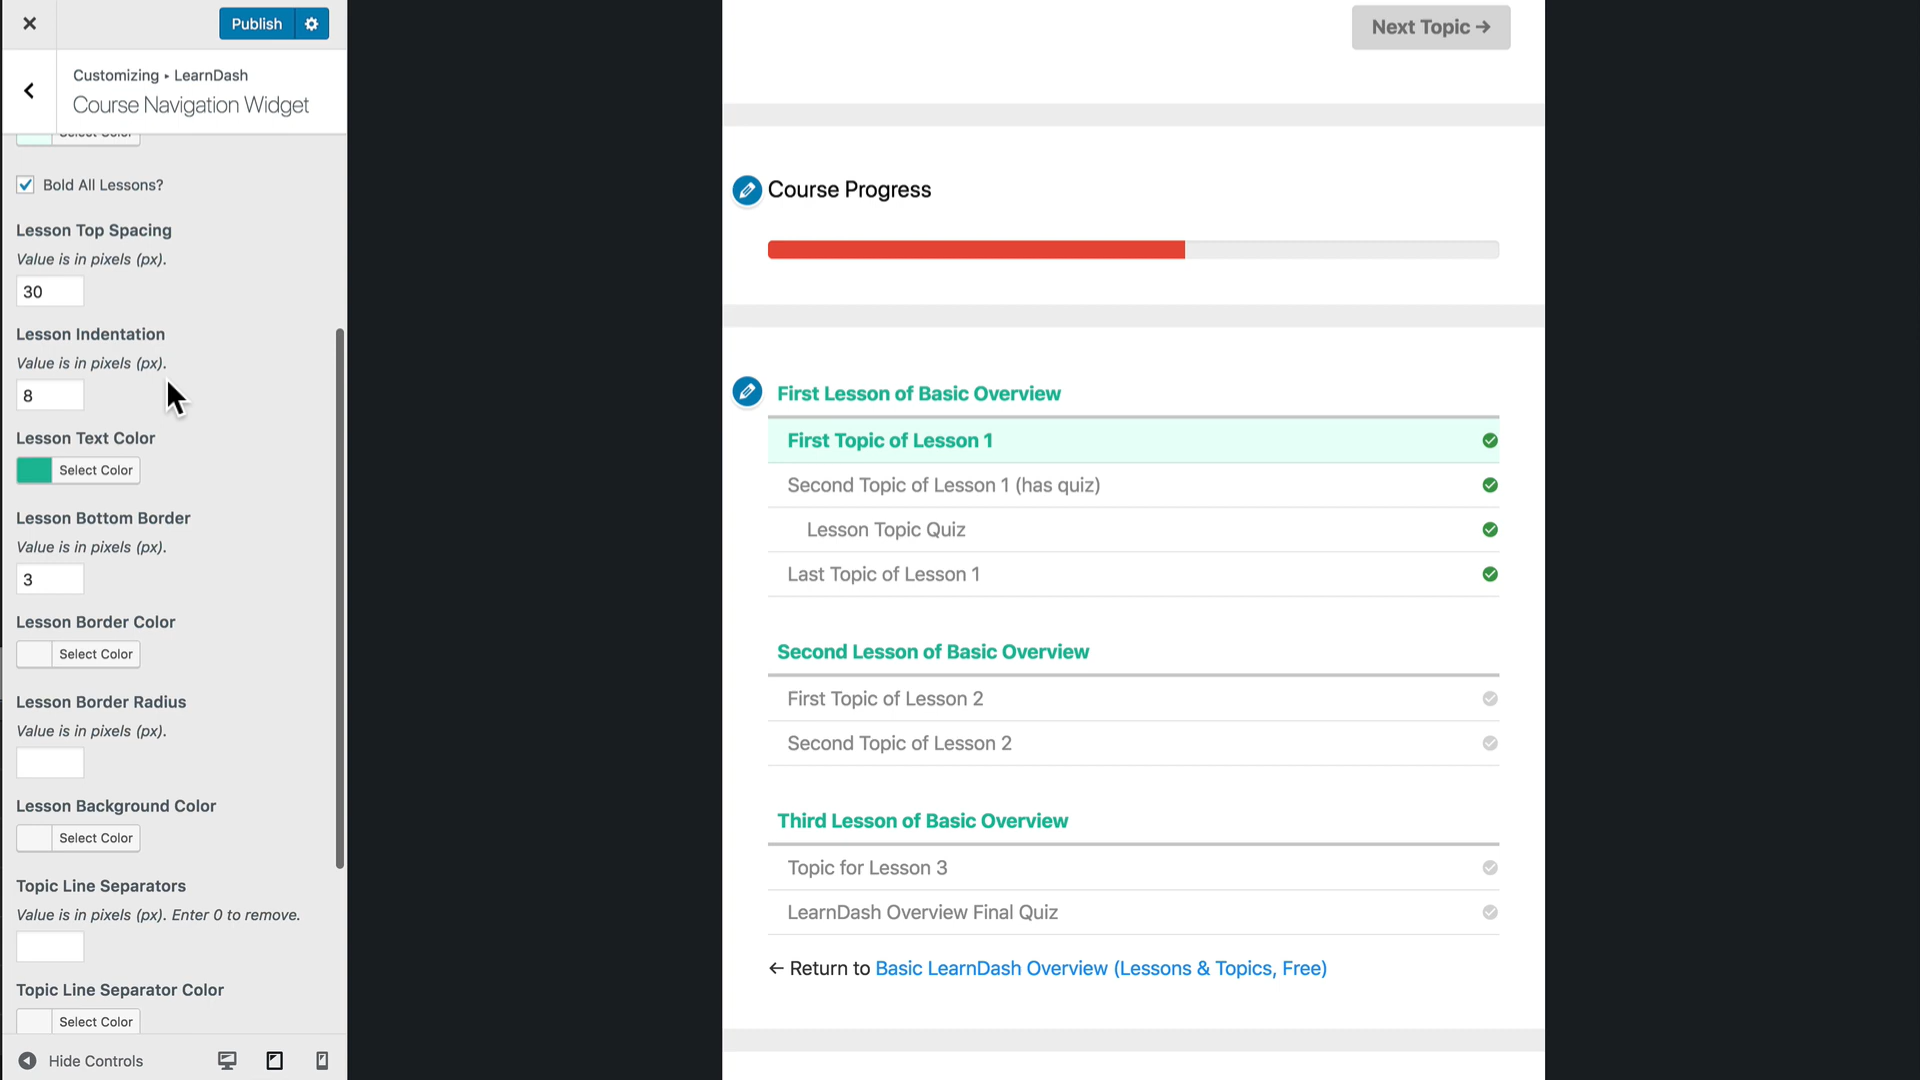 Publish
Customizing ▸ LearnDash
Course Navigation Widget
Select Color
Bold All Lessons?
Lesson Top Spacing
Value is in pixels (px).
30
Lesson Indentation
Value is in pixels (px).
8
Lesson Text Color
Select Color
Lesson Bottom Border
Value is in pixels (px).
3
Lesson Border Color
Select Color
Lesson Border Radius
Value is in pixels (px).
Lesson Background Color
Select Color
Topic Line Separators
Value is in pixels (px). Enter 0 to remove.
Topic Line Separator Color
Select Color
Hide Controls
Next Topic →
Course Progress
First Lesson of Basic Overview
First Topic of Lesson 1
Second Topic of Lesson 1 (has quiz)
Lesson Topic Quiz
Last Topic of Lesson 1
Second Lesson of Basic Overview
First Topic of Lesson 2
Second Topic of Lesson 2
Third Lesson of Basic Overview
Topic for Lesson 3
LearnDash Overview Final Quiz
← Return to Basic LearnDash Overview (Lessons & Topics, Free)